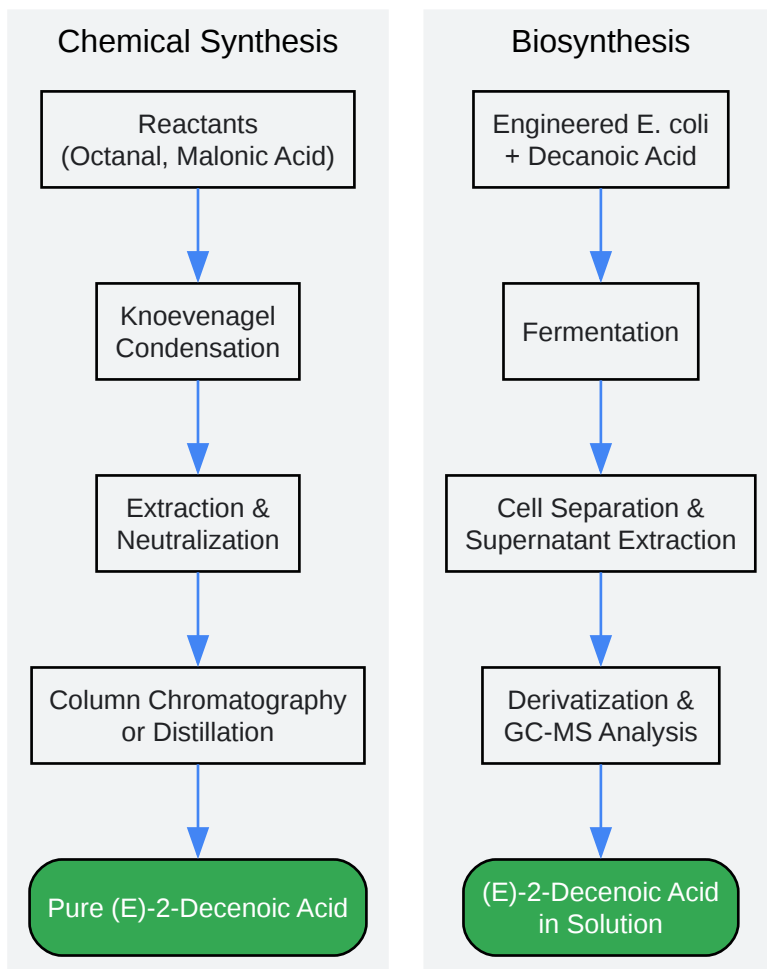 Chemical Synthesis
Reactants
(Octanal, Malonic Acid)
Knoevenagel
Condensation
Extraction &
Neutralization
Column Chromatography
or Distillation
Pure (E)-2-Decenoic Acid
Biosynthesis
Engineered E. coli
+ Decanoic Acid
Fermentation
Cell Separation &
Supernatant Extraction
Derivatization &
GC-MS Analysis
(E)-2-Decenoic Acid
in Solution